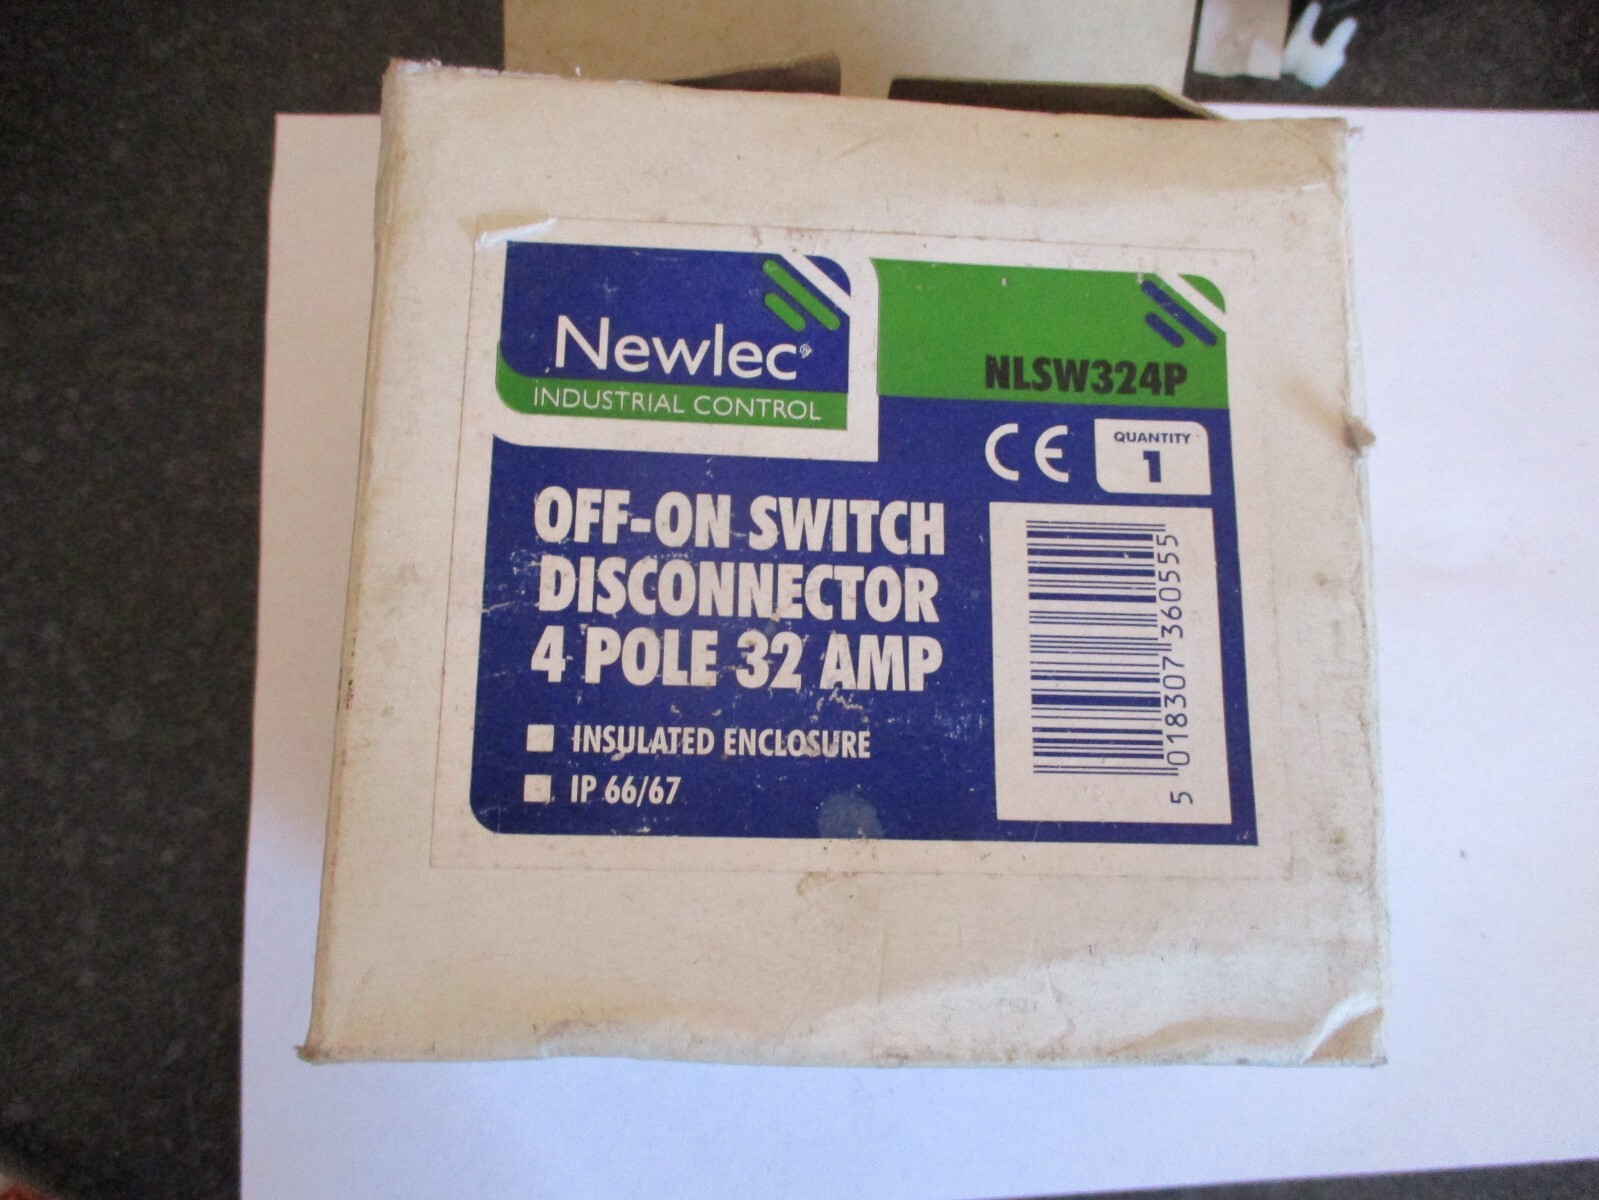 Newlec®
INDUSTRIAL CONTROL
NLSW324P
CE
QUANTITY
1
OFF-ON SWITCH
DISCONNECTOR
4 POLE 32 AMP
INSULATED ENCLOSURE
IP 66/67
5 018307 360555